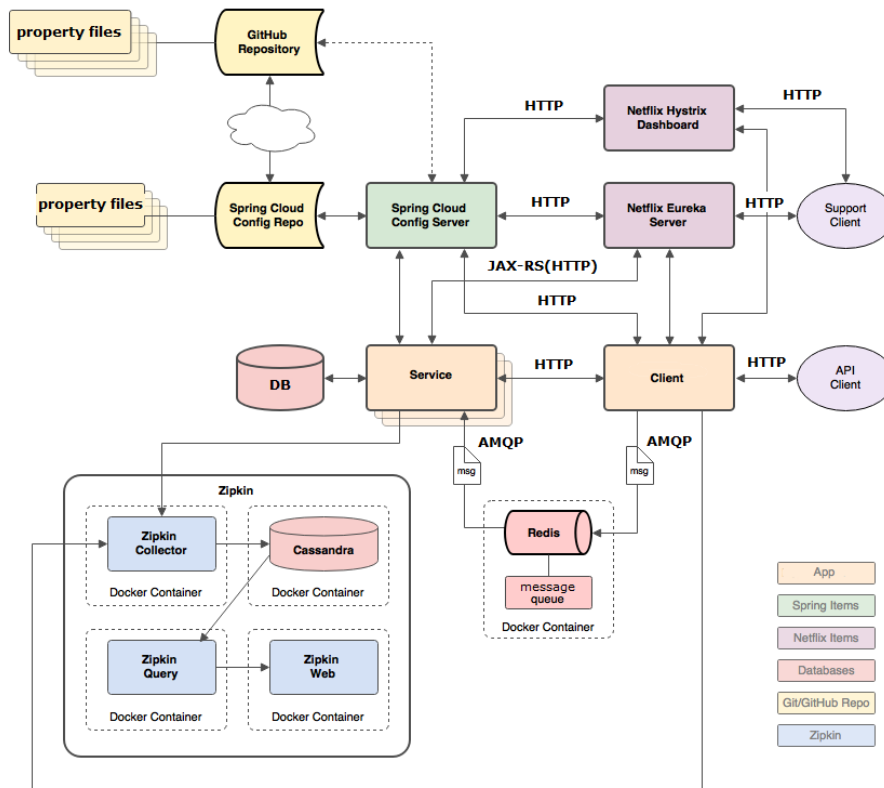 property files
GitHub
Repository
HTTP
Netflix Hystrix
Dashboard
HTTP
property files
Spring Cloud
Config Repo
Spring Cloud
Config Server
HTTP
Netflix Eureka
Server
HTTP
Support
Client
JAX-RS(HTTP)
HTTP
DB
Service
HTTP
Client
HTTP
API
Client
AMQP
msg
AMQP
msg
Zipkin
Zipkin
Collector
Cassandra
Docker Container
Docker Container
Redis
message
queue
Docker Container
Zipkin
Query
Zipkin
Web
Docker Container
Docker Container
App
Spring Items
Netflix Items
Databases
Git/GitHub Repo
Zipkin